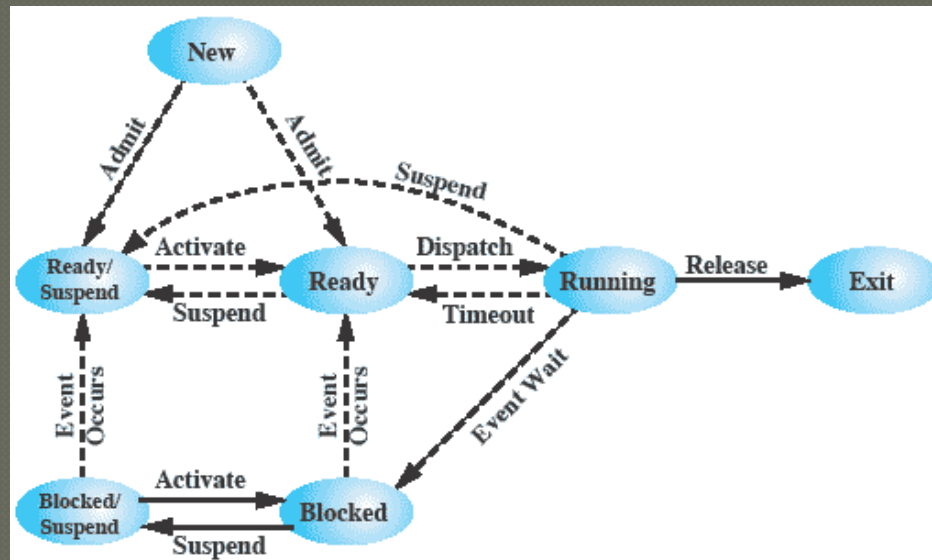 New
Admit
Admit
Suspend
Ready/
Suspend
Activate
Suspend
Ready
Dispatch
Timeout
Running
Release
Exit
Event
Occurs
Event
Occurs
Event Wait
Blocked/
Suspend
Activate
Suspend
Blocked